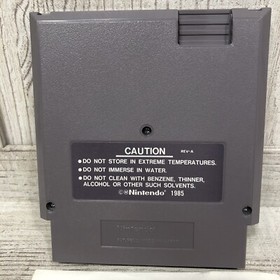 CAUTION REV-A
●DO NOT STORE IN EXTREME TEMPERATURES.
●DO NOT IMMERSE IN WATER.
●DO NOT CLEAN WITH BENZENE, THINNER,
ALCOHOL OR OTHER SUCH SOLVENTS.
©®Nintendo® 1985